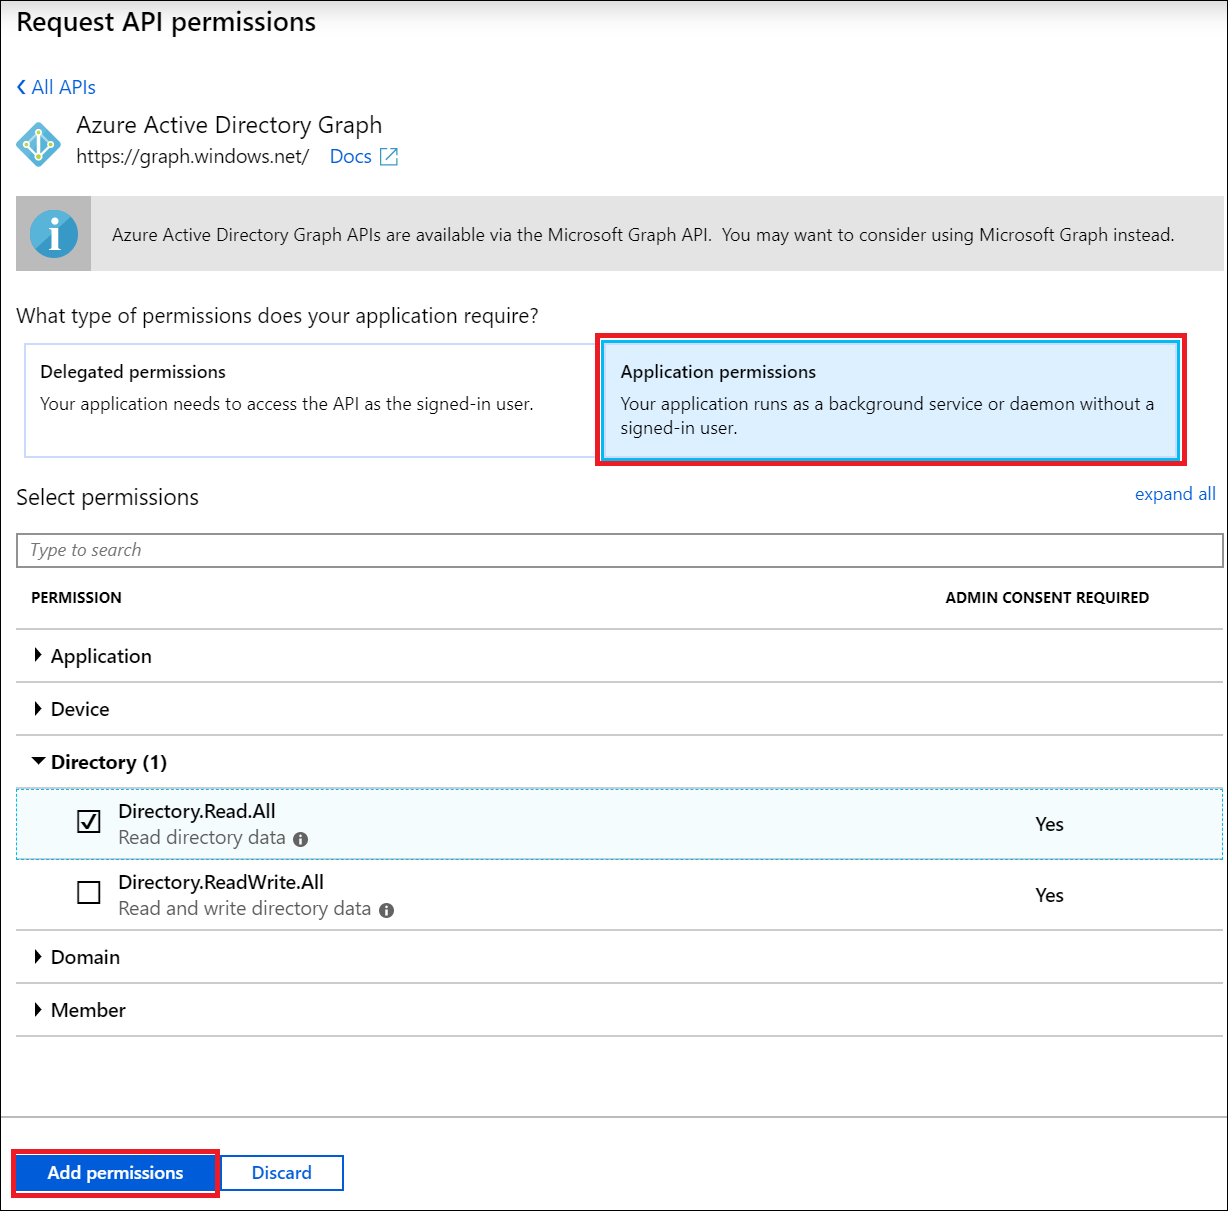 Request API permissions
All APIs
Azure Active Directory Graph
https://graph.windows.net/ Docs
Azure Active Directory Graph APIs are available via the Microsoft Graph API.  You may want to consider using Microsoft Graph instead.
What type of permissions does your application require?
Delegated permissions
Your application needs to access the API as the signed-in user.
Application permissions
Your application runs as a background service or daemon without a
signed-in user.
Select permissions
expand all
Type to search
PERMISSION
ADMIN CONSENT REQUIRED
Application
Device
Directory (1)
Directory.Read.All
Read directory data
Yes
Directory.ReadWrite.All
Read and write directory data
Yes
Domain
Member
Add permissions
Discard